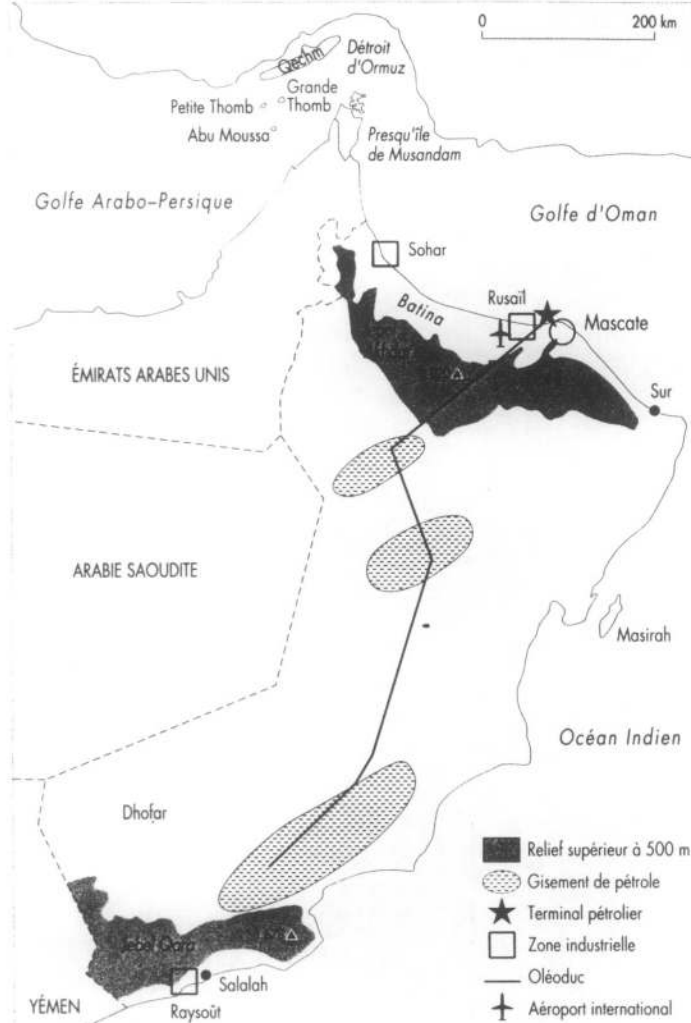 0 200 km
Qechm
Détroit
d'Ormuz
Grande
Thomb
Petite Thomb
Abu Moussa
Presqu'île
de Musandam
Golfe Arabo-Persique
Golfe d'Oman
Sohar
Batina
Rusaïl
Mascate
Sur
ÉMIRATS ARABES UNIS
ARABIE SAOUDITE
Masirah
Océan Indien
Dhofar
Jebel Qara
Salalah
Raysoût
YÉMEN
Relief supérieur à 500 m
Gisement de pétrole
Terminal pétrolier
Zone industrielle
Oléoduc
Aéroport international